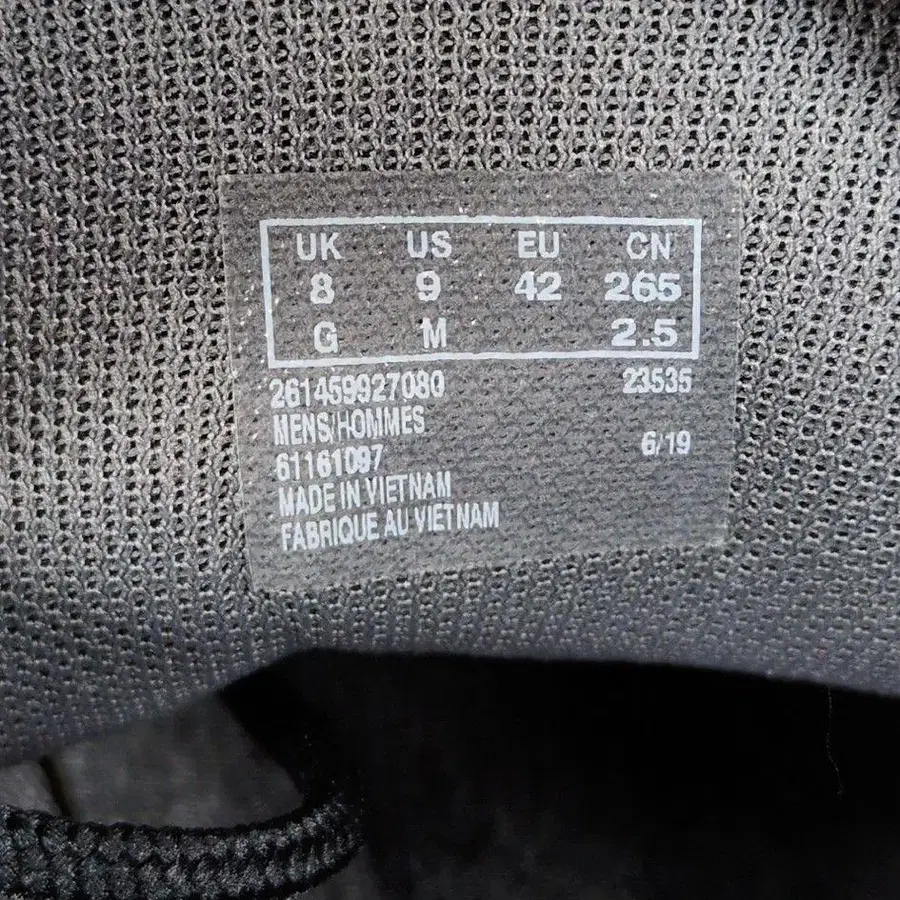 UK US EU CN
8 9 42 265
G M 2.5
261459927080 23535
MENS/HOMMES
61161097 6/19
MADE IN VIETNAM
FABRIQUE AU VIETNAM